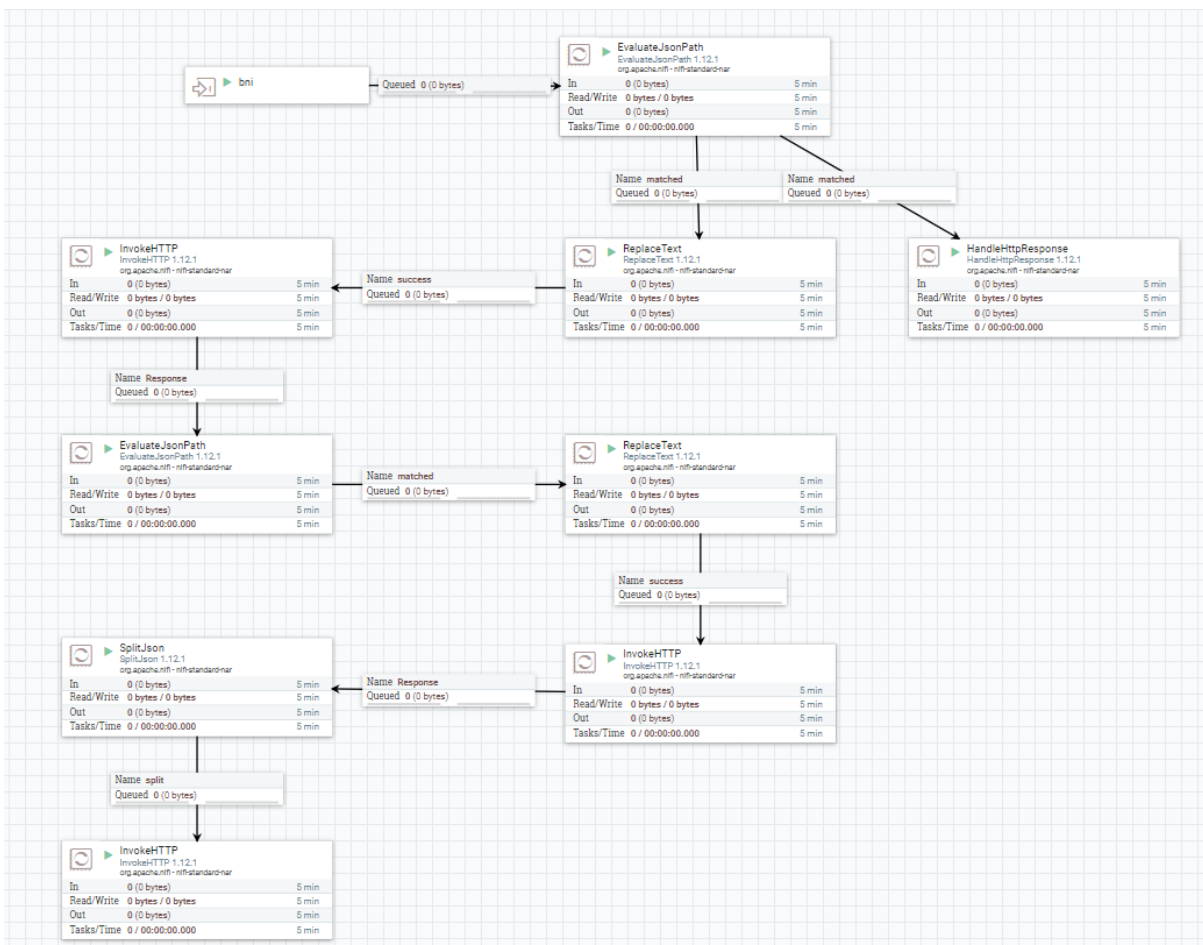 bni
Queued 0 (0 bytes)
EvaluateJsonPath
EvaluateJsonPath 1.12.1
org.apache.nifi - nifi-standard-nar
In 0 (0 bytes) 5 min
Read/Write 0 bytes / 0 bytes 5 min
Out 0 (0 bytes) 5 min
Tasks/Time 0 / 00:00:00.000 5 min
Name matched
Queued 0 (0 bytes)
Name matched
Queued 0 (0 bytes)
InvokeHTTP
InvokeHTTP 1.12.1
org.apache.nifi - nifi-standard-nar
In 0 (0 bytes) 5 min
Read/Write 0 bytes / 0 bytes 5 min
Out 0 (0 bytes) 5 min
Tasks/Time 0 / 00:00:00.000 5 min
Name success
Queued 0 (0 bytes)
ReplaceText
ReplaceText 1.12.1
org.apache.nifi - nifi-standard-nar
In 0 (0 bytes) 5 min
Read/Write 0 bytes / 0 bytes 5 min
Out 0 (0 bytes) 5 min
Tasks/Time 0 / 00:00:00.000 5 min
HandleHttpResponse
HandleHttpResponse 1.12.1
org.apache.nifi - nifi-standard-nar
In 0 (0 bytes) 5 min
Read/Write 0 bytes / 0 bytes 5 min
Out 0 (0 bytes) 5 min
Tasks/Time 0 / 00:00:00.000 5 min
Name Response
Queued 0 (0 bytes)
EvaluateJsonPath
EvaluateJsonPath 1.12.1
org.apache.nifi - nifi-standard-nar
In 0 (0 bytes) 5 min
Read/Write 0 bytes / 0 bytes 5 min
Out 0 (0 bytes) 5 min
Tasks/Time 0 / 00:00:00.000 5 min
Name matched
Queued 0 (0 bytes)
ReplaceText
ReplaceText 1.12.1
org.apache.nifi - nifi-standard-nar
In 0 (0 bytes) 5 min
Read/Write 0 bytes / 0 bytes 5 min
Out 0 (0 bytes) 5 min
Tasks/Time 0 / 00:00:00.000 5 min
Name success
Queued 0 (0 bytes)
SplitJson
SplitJson 1.12.1
org.apache.nifi - nifi-standard-nar
In 0 (0 bytes) 5 min
Read/Write 0 bytes / 0 bytes 5 min
Out 0 (0 bytes) 5 min
Tasks/Time 0 / 00:00:00.000 5 min
Name Response
Queued 0 (0 bytes)
InvokeHTTP
InvokeHTTP 1.12.1
org.apache.nifi - nifi-standard-nar
In 0 (0 bytes) 5 min
Read/Write 0 bytes / 0 bytes 5 min
Out 0 (0 bytes) 5 min
Tasks/Time 0 / 00:00:00.000 5 min
Name split
Queued 0 (0 bytes)
InvokeHTTP
InvokeHTTP 1.12.1
org.apache.nifi - nifi-standard-nar
In 0 (0 bytes) 5 min
Read/Write 0 bytes / 0 bytes 5 min
Out 0 (0 bytes) 5 min
Tasks/Time 0 / 00:00:00.000 5 min